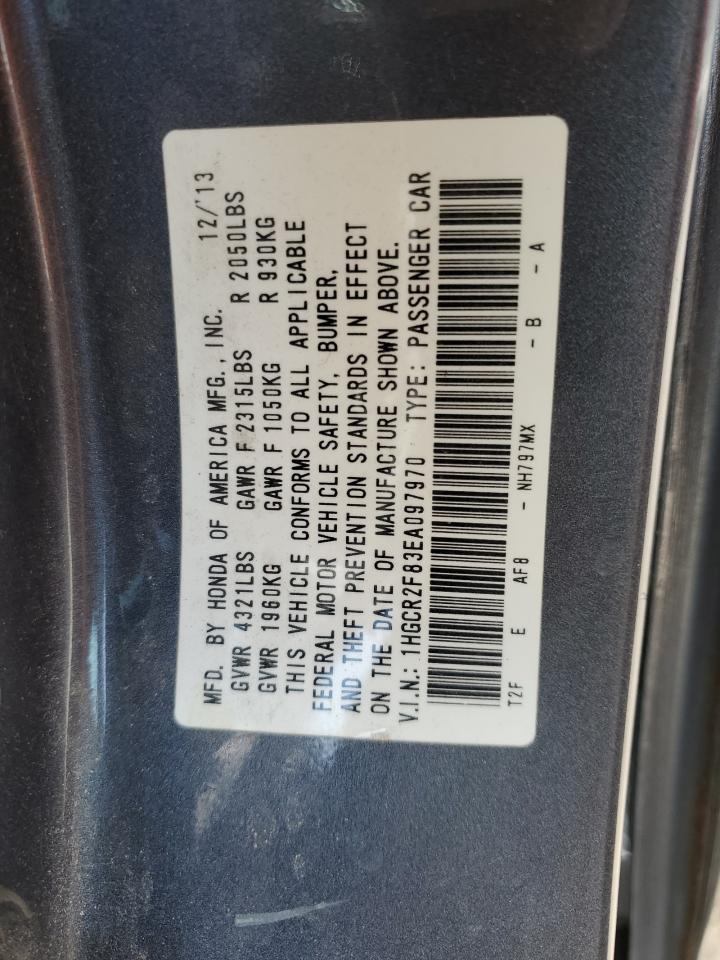 MFD. BY HONDA OF AMERICA MFG., INC. 12/'13
GVWR 4321LBS GAWR F 2315LBS R 2050LBS
GVWR 1960KG GAWR F 1050KG R 930KG
THIS VEHICLE CONFORMS TO ALL APPLICABLE
FEDERAL MOTOR VEHICLE SAFETY, BUMPER,
AND THEFT PREVENTION STANDARDS IN EFFECT
ON THE DATE OF MANUFACTURE SHOWN ABOVE.
V.I.N.: 1HGCR2F83EA097970 TYPE: PASSENGER CAR
T2F E AF8 - NH797MX - B - A